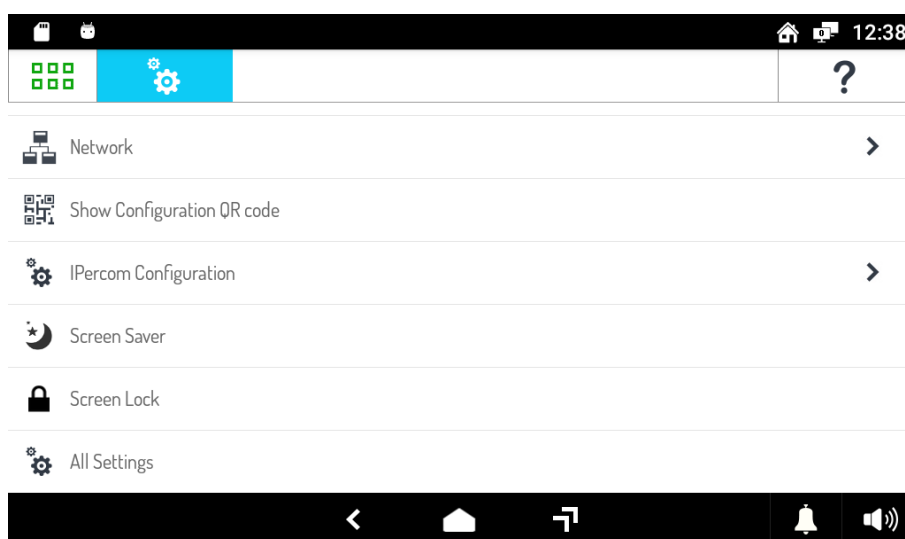 12:38
?
Network
Show Configuration QR code
IPercom Configuration
Screen Saver
Screen Lock
All Settings